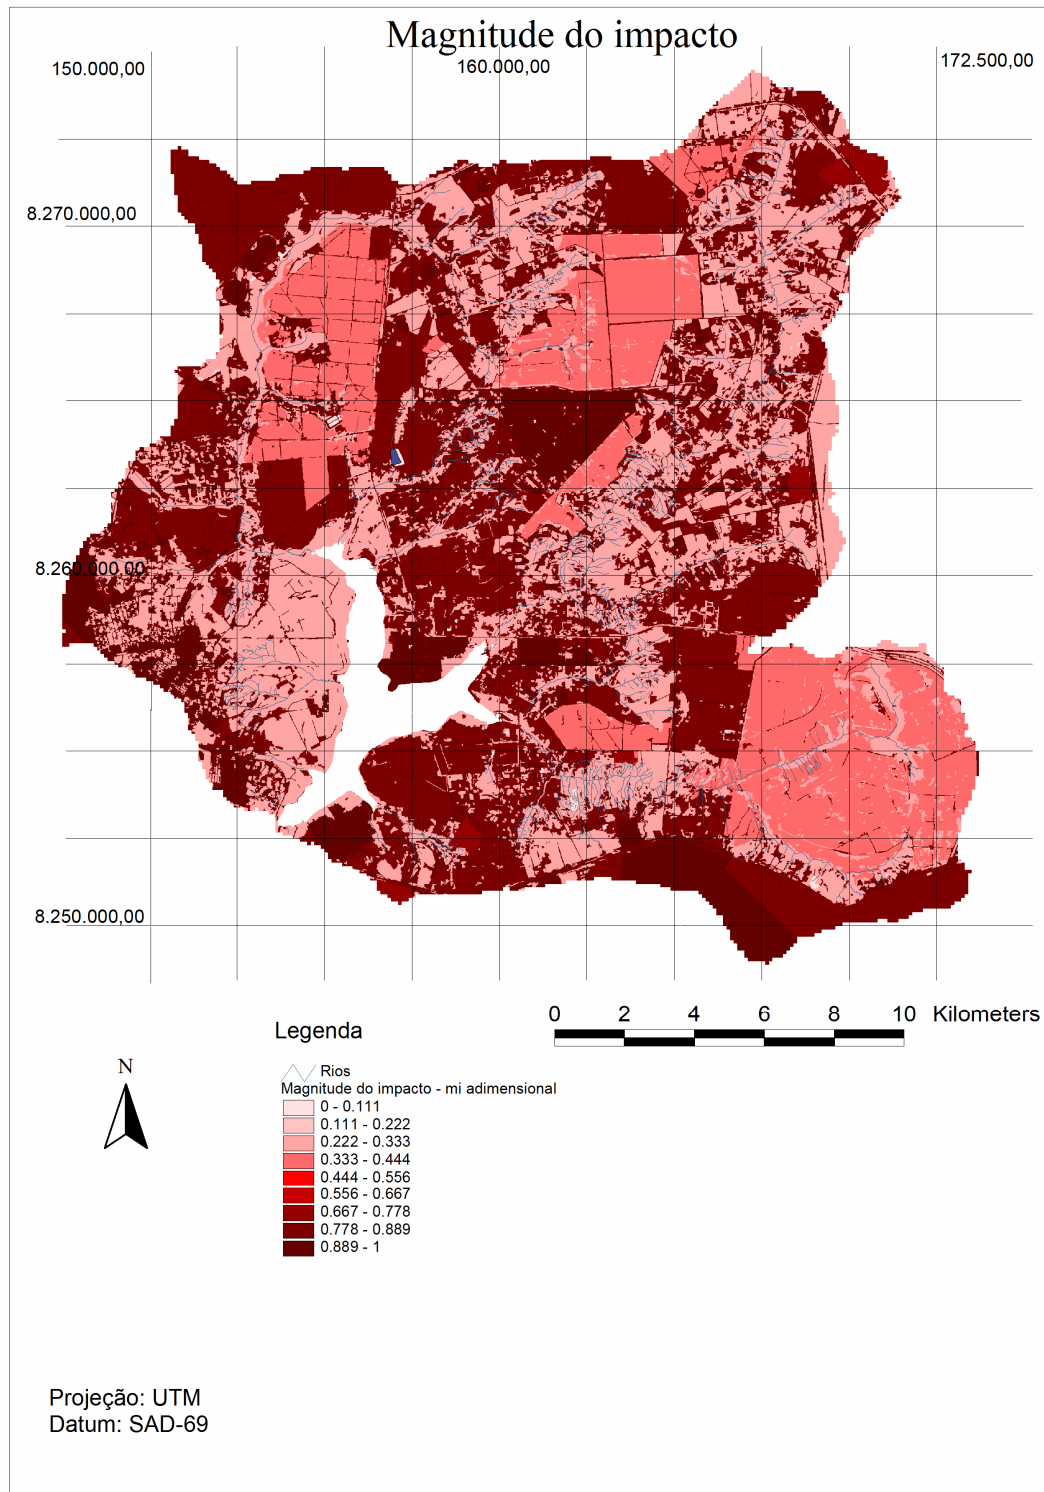 Magnitude do impacto
150.000,00
160.000,00
172.500,00
8.270.000,00
8.260.000,00
8.250.000,00
0 2 4 6 8 10 Kilometers
Legenda
N
Rios
Magnitude do impacto - mi adimensional
0 - 0.111
0.111 - 0.222
0.222 - 0.333
0.333 - 0.444
0.444 - 0.556
0.556 - 0.667
0.667 - 0.778
0.778 - 0.889
0.889 - 1
Projeção: UTM
Datum: SAD-69